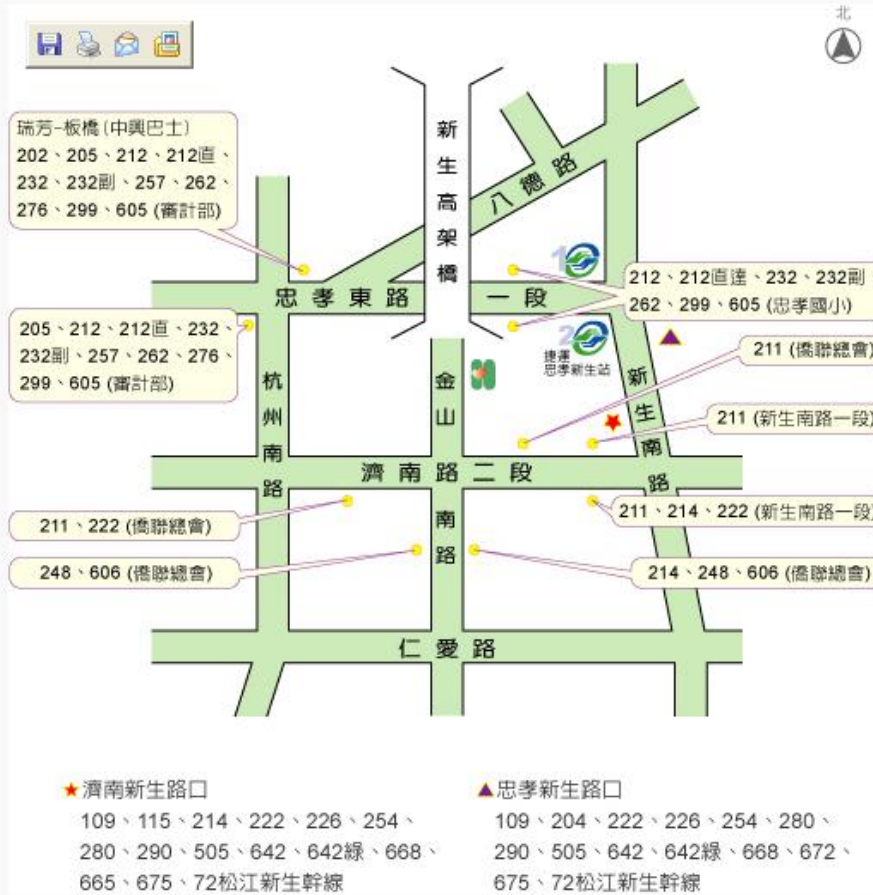 北
瑞芳-板橋(中興巴士)
202、205、212、212直、
232、232副、257、262、
276、299、605 (審計部)
新生高架橋
八德路
1
212、212直達、232、232副、
262、299、605 (忠孝國小)
忠孝東路 一段
205、212、212直、232、
232副、257、262、276、
299、605 (審計部)
2
捷運
忠孝新生站
211 (僑聯總會)
杭州南路
金山南路
新生南路
211 (新生南路一段)
濟南路二段
211、222 (僑聯總會)
211、214、222 (新生南路一段)
248、606 (僑聯總會)
214、248、606 (僑聯總會)
仁愛路
★濟南新生路口
109、115、214、222、226、254、
280、290、505、642、642綠、668、
665、675、72松江新生幹線
▲忠孝新生路口
109、204、222、226、254、280、
290、505、642、642綠、668、672、
675、72松江新生幹線